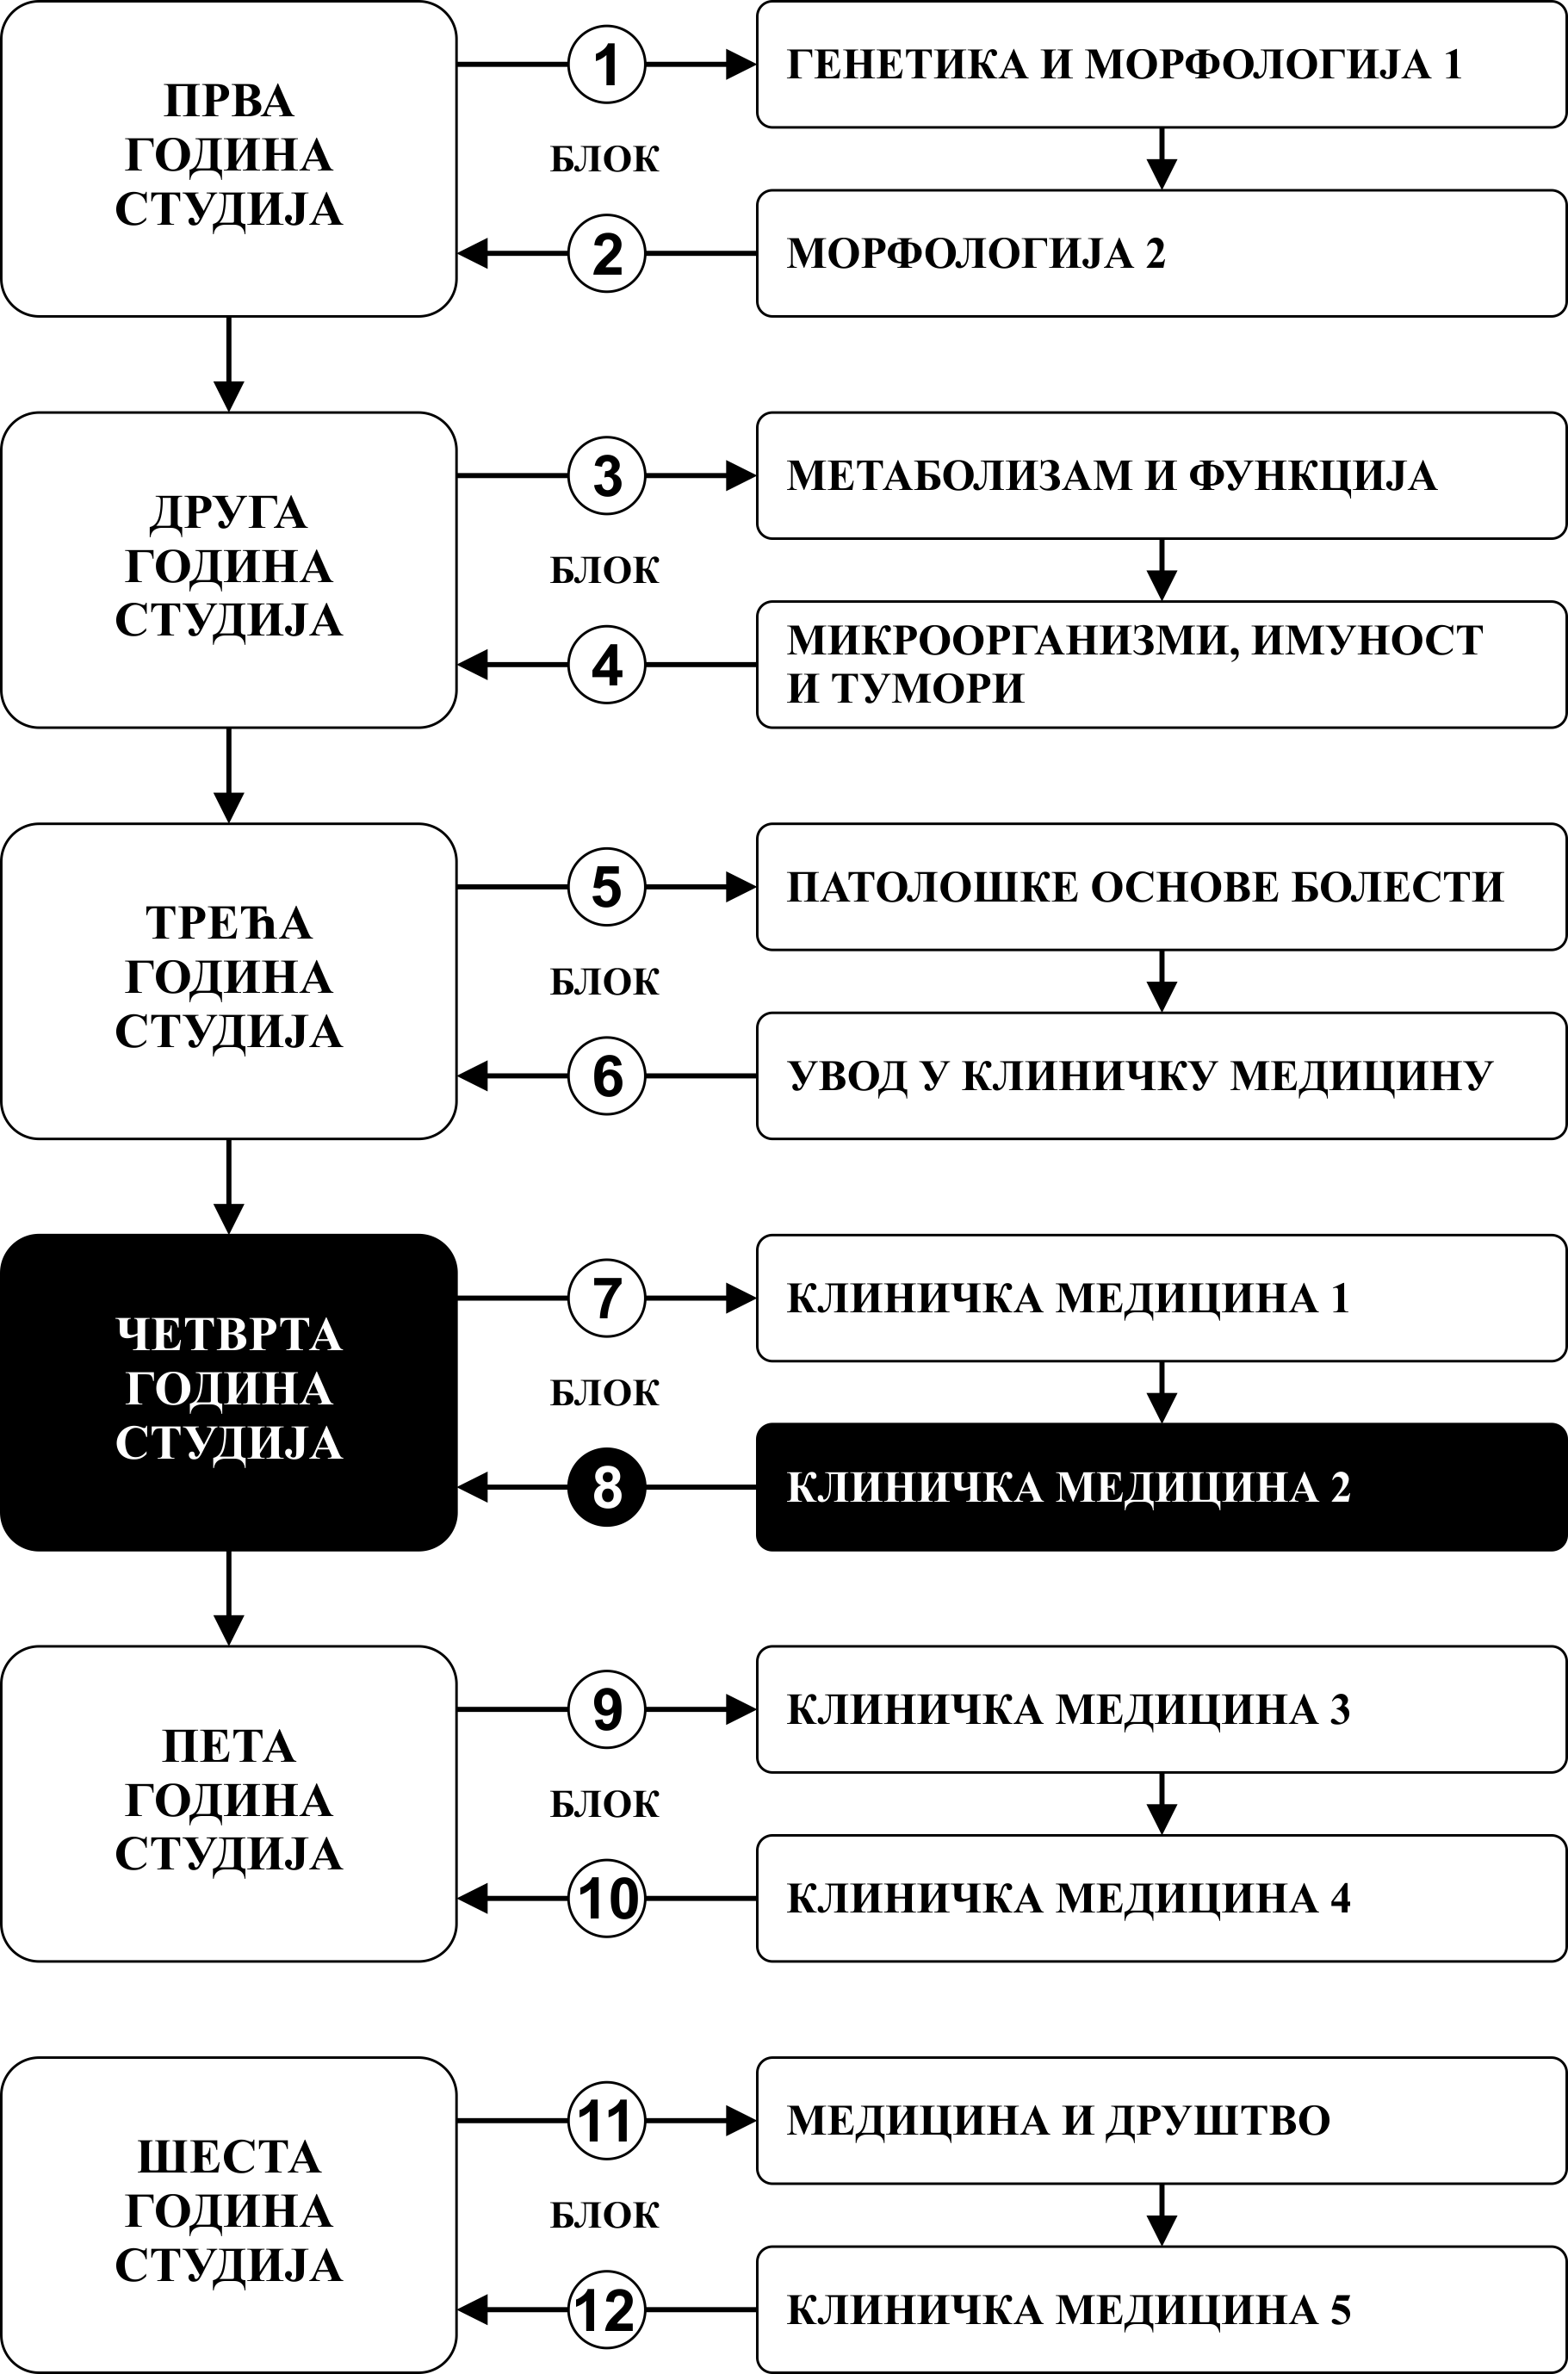 ПРВА
ГОДИНА
СТУДИЈА
1
ГЕНЕТИКА И МОРФОЛОГИЈА 1
БЛОК
2
МОРФОЛОГИЈА 2
ДРУГА
ГОДИНА
СТУДИЈА
3
МЕТАБОЛИЗАМ И ФУНКЦИЈА
БЛОК
4
МИКРООРГАНИЗМИ, ИМУНОСТ
И ТУМОРИ
ТРЕЋА
ГОДИНА
СТУДИЈА
5
ПАТОЛОШКЕ ОСНОВЕ БОЛЕСТИ
БЛОК
6
УВОД У КЛИНИЧКУ МЕДИЦИНУ
ЧЕТВРТА
ГОДИНА
СТУДИЈА
7
КЛИНИЧКА МЕДИЦИНА 1
БЛОК
8
КЛИНИЧКА МЕДИЦИНА 2
ПЕТА
ГОДИНА
СТУДИЈА
9
КЛИНИЧКА МЕДИЦИНА 3
БЛОК
10
КЛИНИЧКА МЕДИЦИНА 4
ШЕСТА
ГОДИНА
СТУДИЈА
11
МЕДИЦИНА И ДРУШТВО
БЛОК
12
КЛИНИЧКА МЕДИЦИНА 5